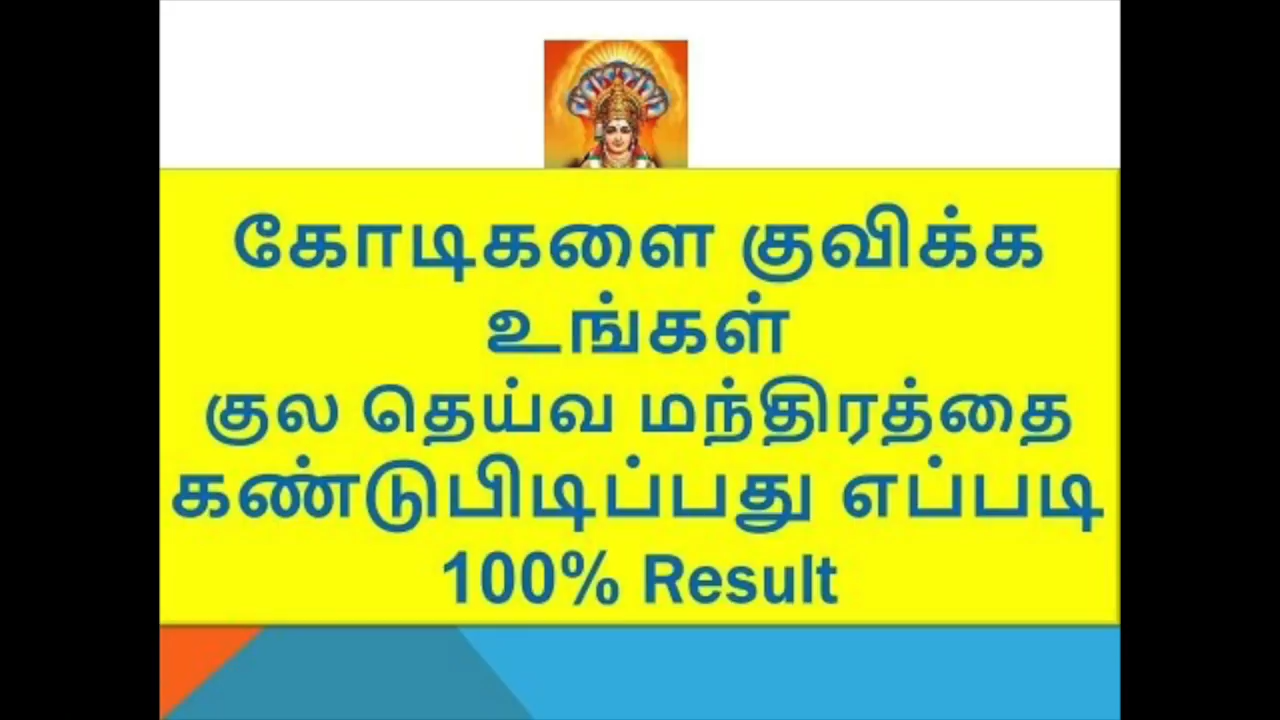 கோடிகளை குவிக்க
உங்கள்
குல தெய்வ மந்திரத்தை
கண்டுபிடிப்பது எப்படி
100% Result